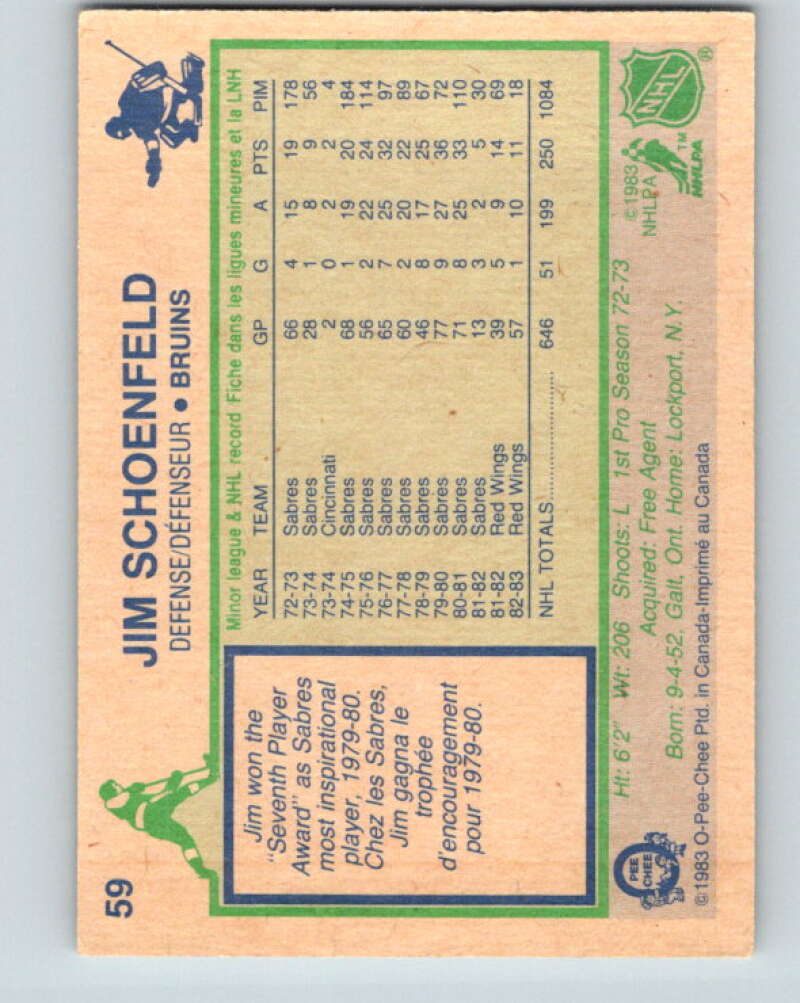 59
JIM SCHOENFELD
DEFENSE/DÉFENSEUR • BRUINS
Jim won the
"Seventh Player
Award" as Sabres
most inspirational
player, 1979-80.
Chez les Sabres,
Jim gagna le
trophée
d'encouragement
pour 1979-80.
Minor league & NHL record Fiche dans les ligues mineures et la LNH
YEAR TEAM GP G A PTS PIM
72-73 Sabres 66 4 15 19 178
73-74 Sabres 28 1 8 9 56
73-74 Cincinnati 2 0 2 2 4
74-75 Sabres 68 1 19 20 184
75-76 Sabres 56 2 22 24 114
76-77 Sabres 65 7 25 32 97
77-78 Sabres 60 2 20 22 89
78-79 Sabres 46 8 17 25 67
79-80 Sabres 77 9 27 36 72
80-81 Sabres 71 8 25 33 110
81-82 Sabres 13 3 2 5 30
81-82 Red Wings 39 5 9 14 69
82-83 Red Wings 57 1 10 11 18
NHL TOTALS.................... 646 51 199 250 1084
Ht: 6'2" Wt: 206 Shoots: L 1st Pro Season 72-73
Acquired: Free Agent
Born: 9-4-52, Galt, Ont. Home: Lockport, N.Y.
©1983 O-Pee-Chee Ptd. in Canada-Imprimé au Canada
PEE
CHEE
©1983
NHLPA
NHLPA
TM
NHL
®